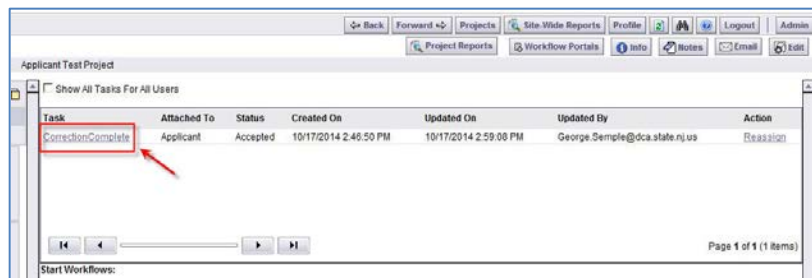 Back Forward Projects Site-Wide Reports Profile Logout Admin
Project Reports Workflow Portals Info Notes Email Edit
Applicant Test Project
Show All Tasks For All Users
Task Attached To Status Created On Updated On Updated By Action
CorrectionComplete Applicant Accepted 10/17/2014 2:46:50 PM 10/17/2014 2:59:08 PM George.Semple@dca.state.nj.us Reassign
Page 1 of 1 (1 items)
Start Workflows: